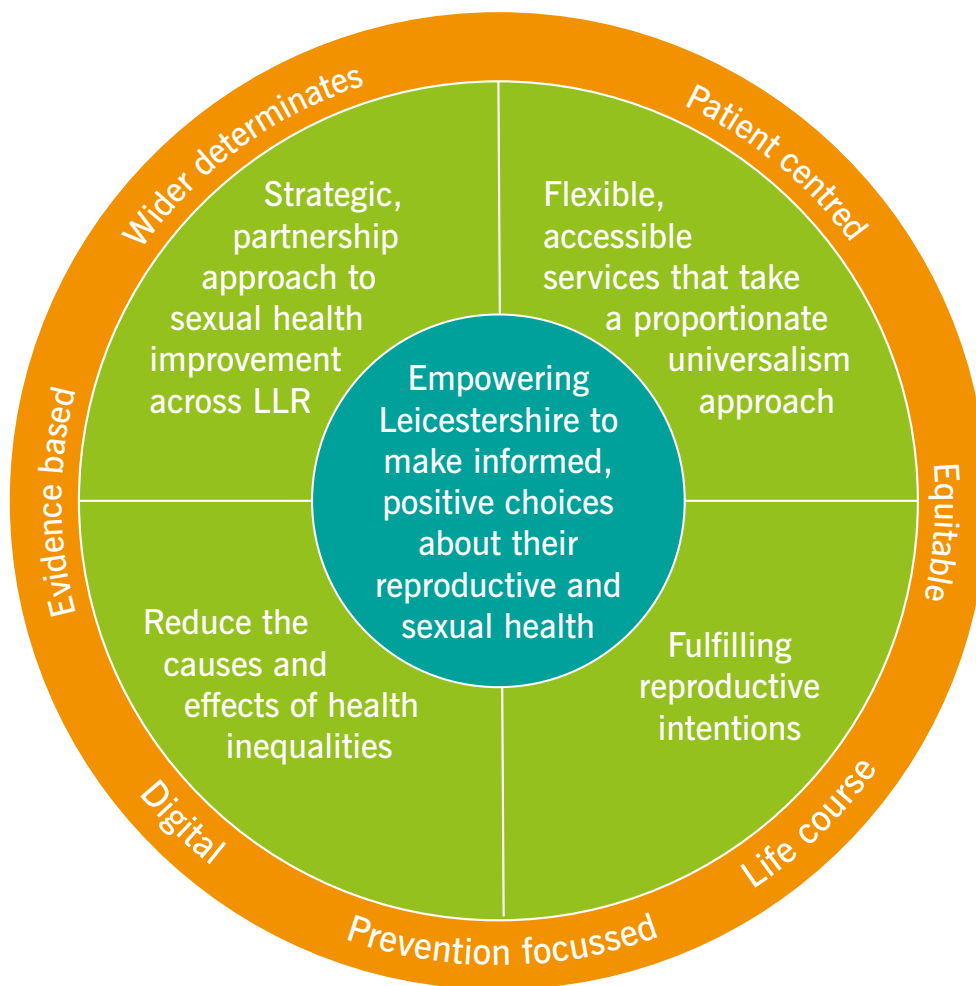 Wider determinates
Patient centred
Equitable
Life course
Prevention focussed
Digital
Evidence based
Strategic,
partnership
approach to
sexual health
improvement
across LLR
Flexible,
accessible
services that take
a proportionate
universalism
approach
Empowering
Leicestershire to
make informed,
positive choices
about their
reproductive and
sexual health
Reduce the
causes and
effects of health
inequalities
Fulfilling
reproductive
intentions